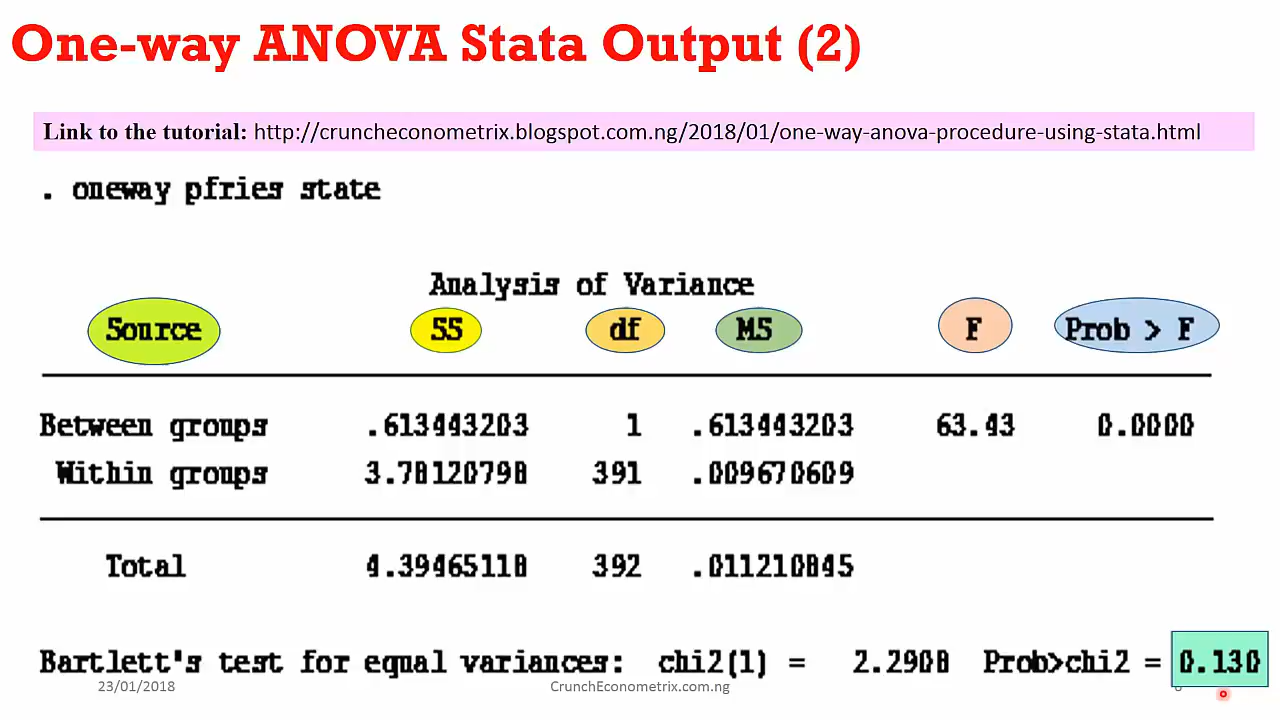 One-way ANOVA Stata Output (2)
Link to the tutorial: http://cruncheconometrix.blogspot.com.ng/2018/01/one-way-anova-procedure-using-stata.html
. oneway pfries state
Analysis of Variance
Source SS df MS F Prob > F
Between groups .613443203 1 .613443203 63.43 0.0000
Within groups 3.78120798 391 .009670609
Total 4.39465118 392 .011210845
Bartlett's test for equal variances: chi2(1) = 2.2908 Prob>chi2 = 0.130
23/01/2018 CrunchEconometrix.com.ng